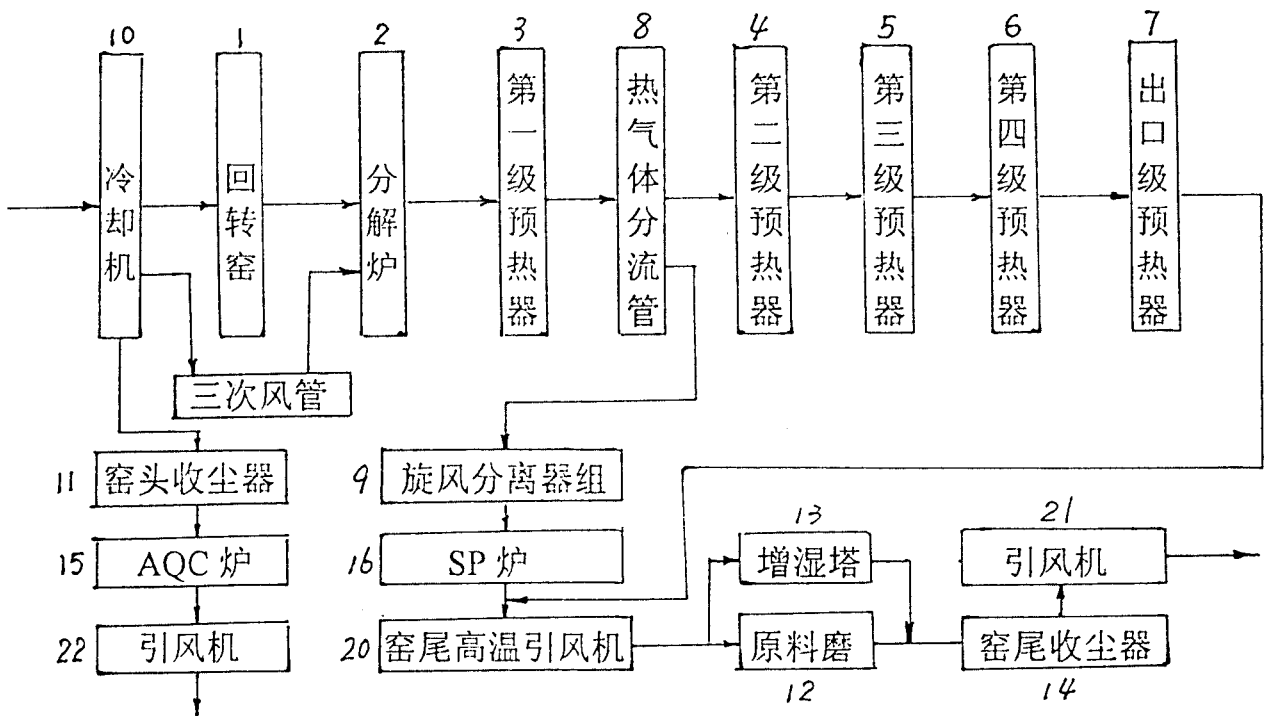 10
1
2
3
8
4
5
6
7
冷却机
回转窑
分解炉
第一级预热器
热气体分流管
第二级预热器
第三级预热器
第四级预热器
出口级预热器
三次风管
11
窑头收尘器
9
旋风分离器组
13
21
15
AQC 炉
16
SP 炉
增湿塔
引风机
22
引风机
20
窑尾高温引风机
原料磨
窑尾收尘器
12
14